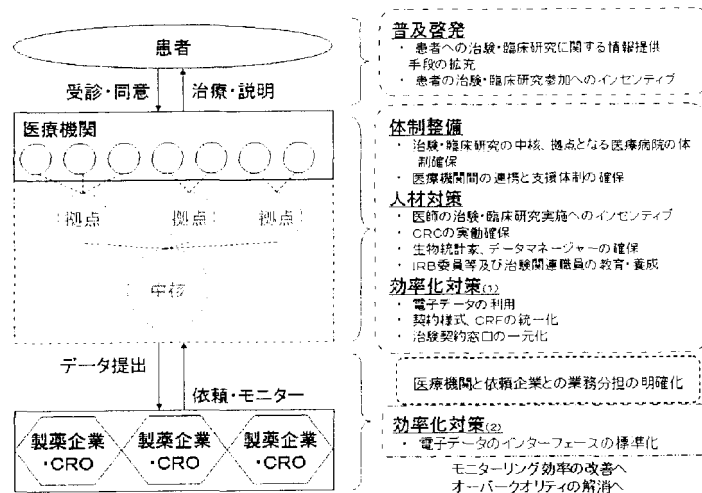 患者
受診・同意
治療・説明
医療機関
拠点
拠点
拠点
中核
データ提出
依頼・モニター
製薬企業
・CRO
製薬企業
・CRO
製薬企業
・CRO
普及啓発
・ 患者への治験・臨床研究に関する情報提供
手段の拡充
・ 患者の治験・臨床研究参加へのインセンティブ
体制整備
・ 治験・臨床研究の中核、拠点となる医療病院の体
制確保
・ 医療機関間の連携と支援体制の確保
人材対策
・ 医師の治験・臨床研究実施へのインセンティブ
・ CRCの実働確保
・ 生物統計家、データマネージャーの確保
・ IRB委員等及び治験関連職員の教育・養成
効率化対策(1)
・ 電子データの利用
・ 契約様式、CRFの統一化
・ 治験契約窓口の一元化
医療機関と依頼企業との業務分担の明確化
効率化対策(2)
・ 電子データのインターフェースの標準化
モニターリング効率の改善へ
オーバークオリティの解消へ